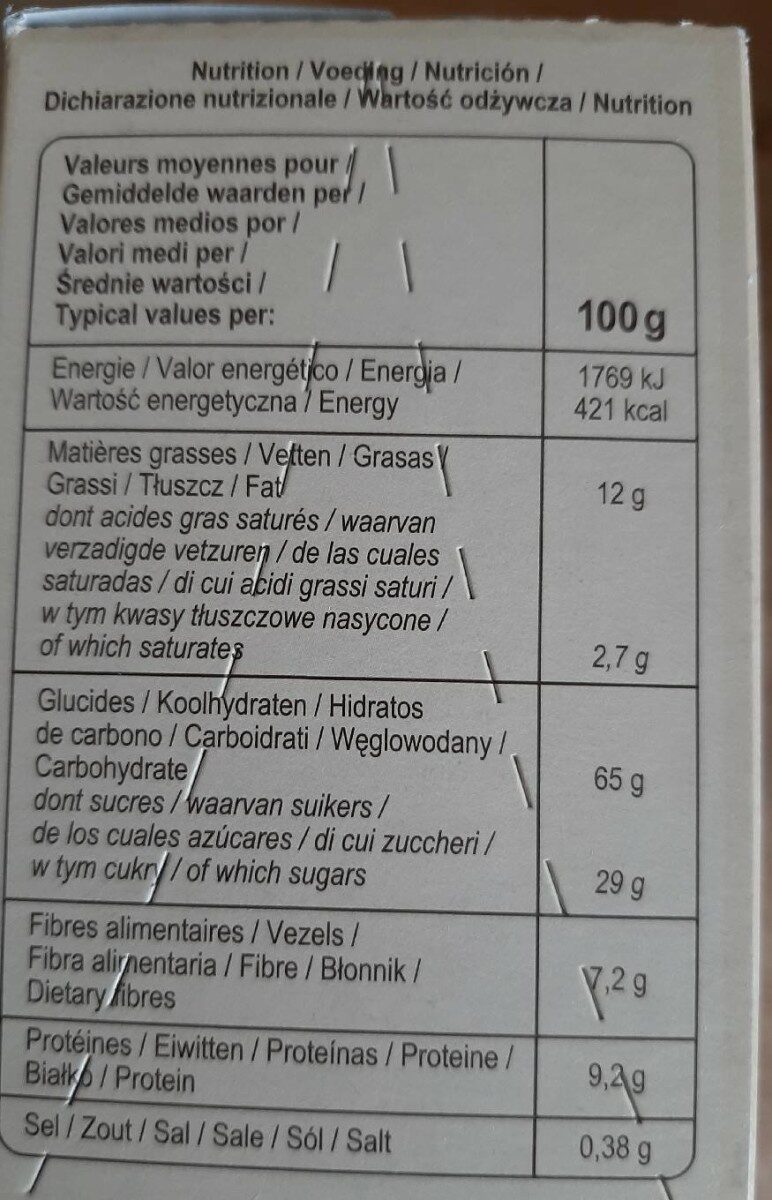 Nutrition / Voeding / Nutrición /
Dichiarazione nutrizionale / Wartość odżywcza / Nutrition
Valeurs moyennes pour /
Gemiddelde waarden per /
Valores medios por /
Valori medi per /
Średnie wartości /
Typical values per:
100 g
Energie / Valor energético / Energia /
Wartość energetyczna / Energy
1769 kJ
421 kcal
Matières grasses / Vetten / Grasas /
Grassi / Tłuszcz / Fat
12 g
dont acides gras saturés / waarvan
verzadigde vetzuren / de las cuales
saturadas / di cui acidi grassi saturi /
w tym kwasy tłuszczowe nasycone /
of which saturates
2,7 g
Glucides / Koolhydraten / Hidratos
de carbono / Carboidrati / Węglowodany /
Carbohydrate
65 g
dont sucres / waarvan suikers /
de los cuales azúcares / di cui zuccheri /
w tym cukry / of which sugars
29 g
Fibres alimentaires / Vezels /
Fibra alimentaria / Fibre / Błonnik /
Dietary fibres
7,2 g
Protéines / Eiwitten / Proteínas / Proteine /
Białko / Protein
9,2 g
Sel / Zout / Sal / Sale / Sól / Salt
0,38 g